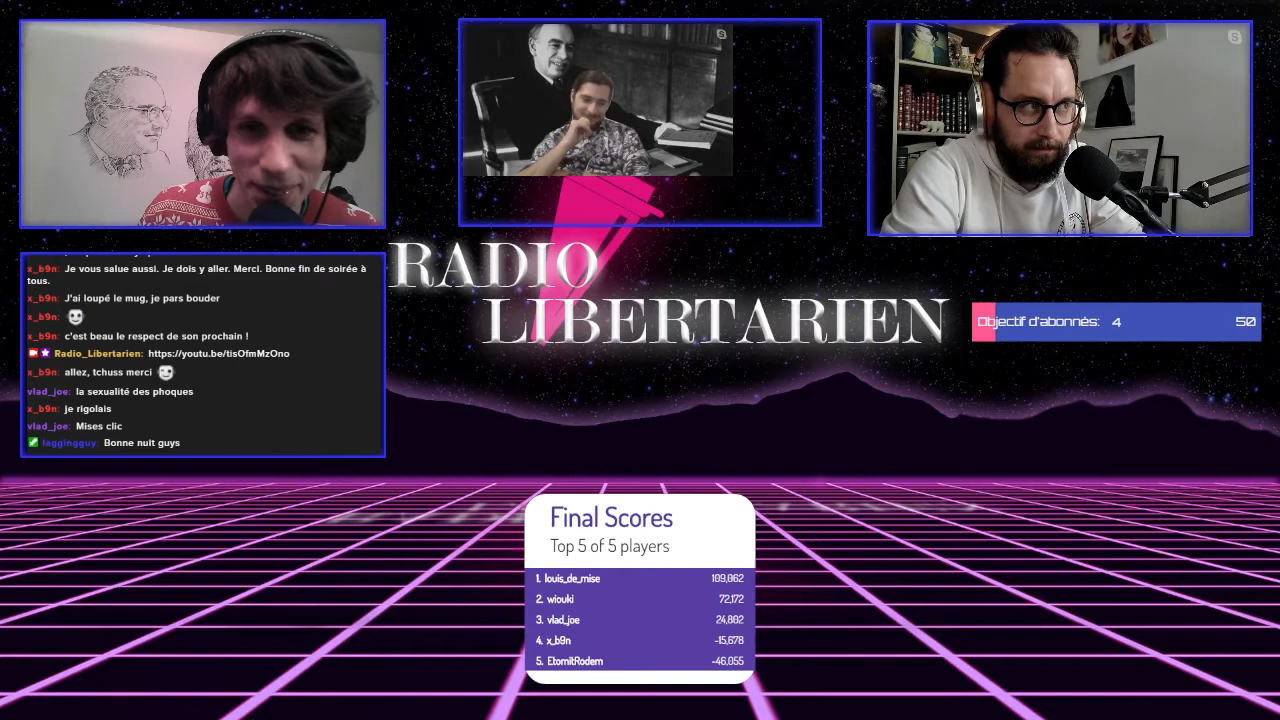 x_b9n: Je vous salue aussi. Je dois y aller. Merci. Bonne fin de soirée à
tous.
x_b9n: J'ai loupé le mug, je pars bouder
x_b9n:
x_b9n: c'est beau le respect de son prochain !
Radio_Libertarien: https://youtu.be/tisOfmMzOno
x_b9n: allez, tchuss merci
vlad_joe: la sexualité des phoques
x_b9n: je rigolais
vlad_joe: Mises clic
laggingguy: Bonne nuit guys
RADIO
LIBERTARIEN
Objectif d'abonnés: 4 50
Final Scores
Top 5 of 5 players
1. louis_de_mise 109,062
2. wiouki 72,172
3. vlad_joe 24,802
4. x_b9n -15,678
5. EtomitRodem -46,055